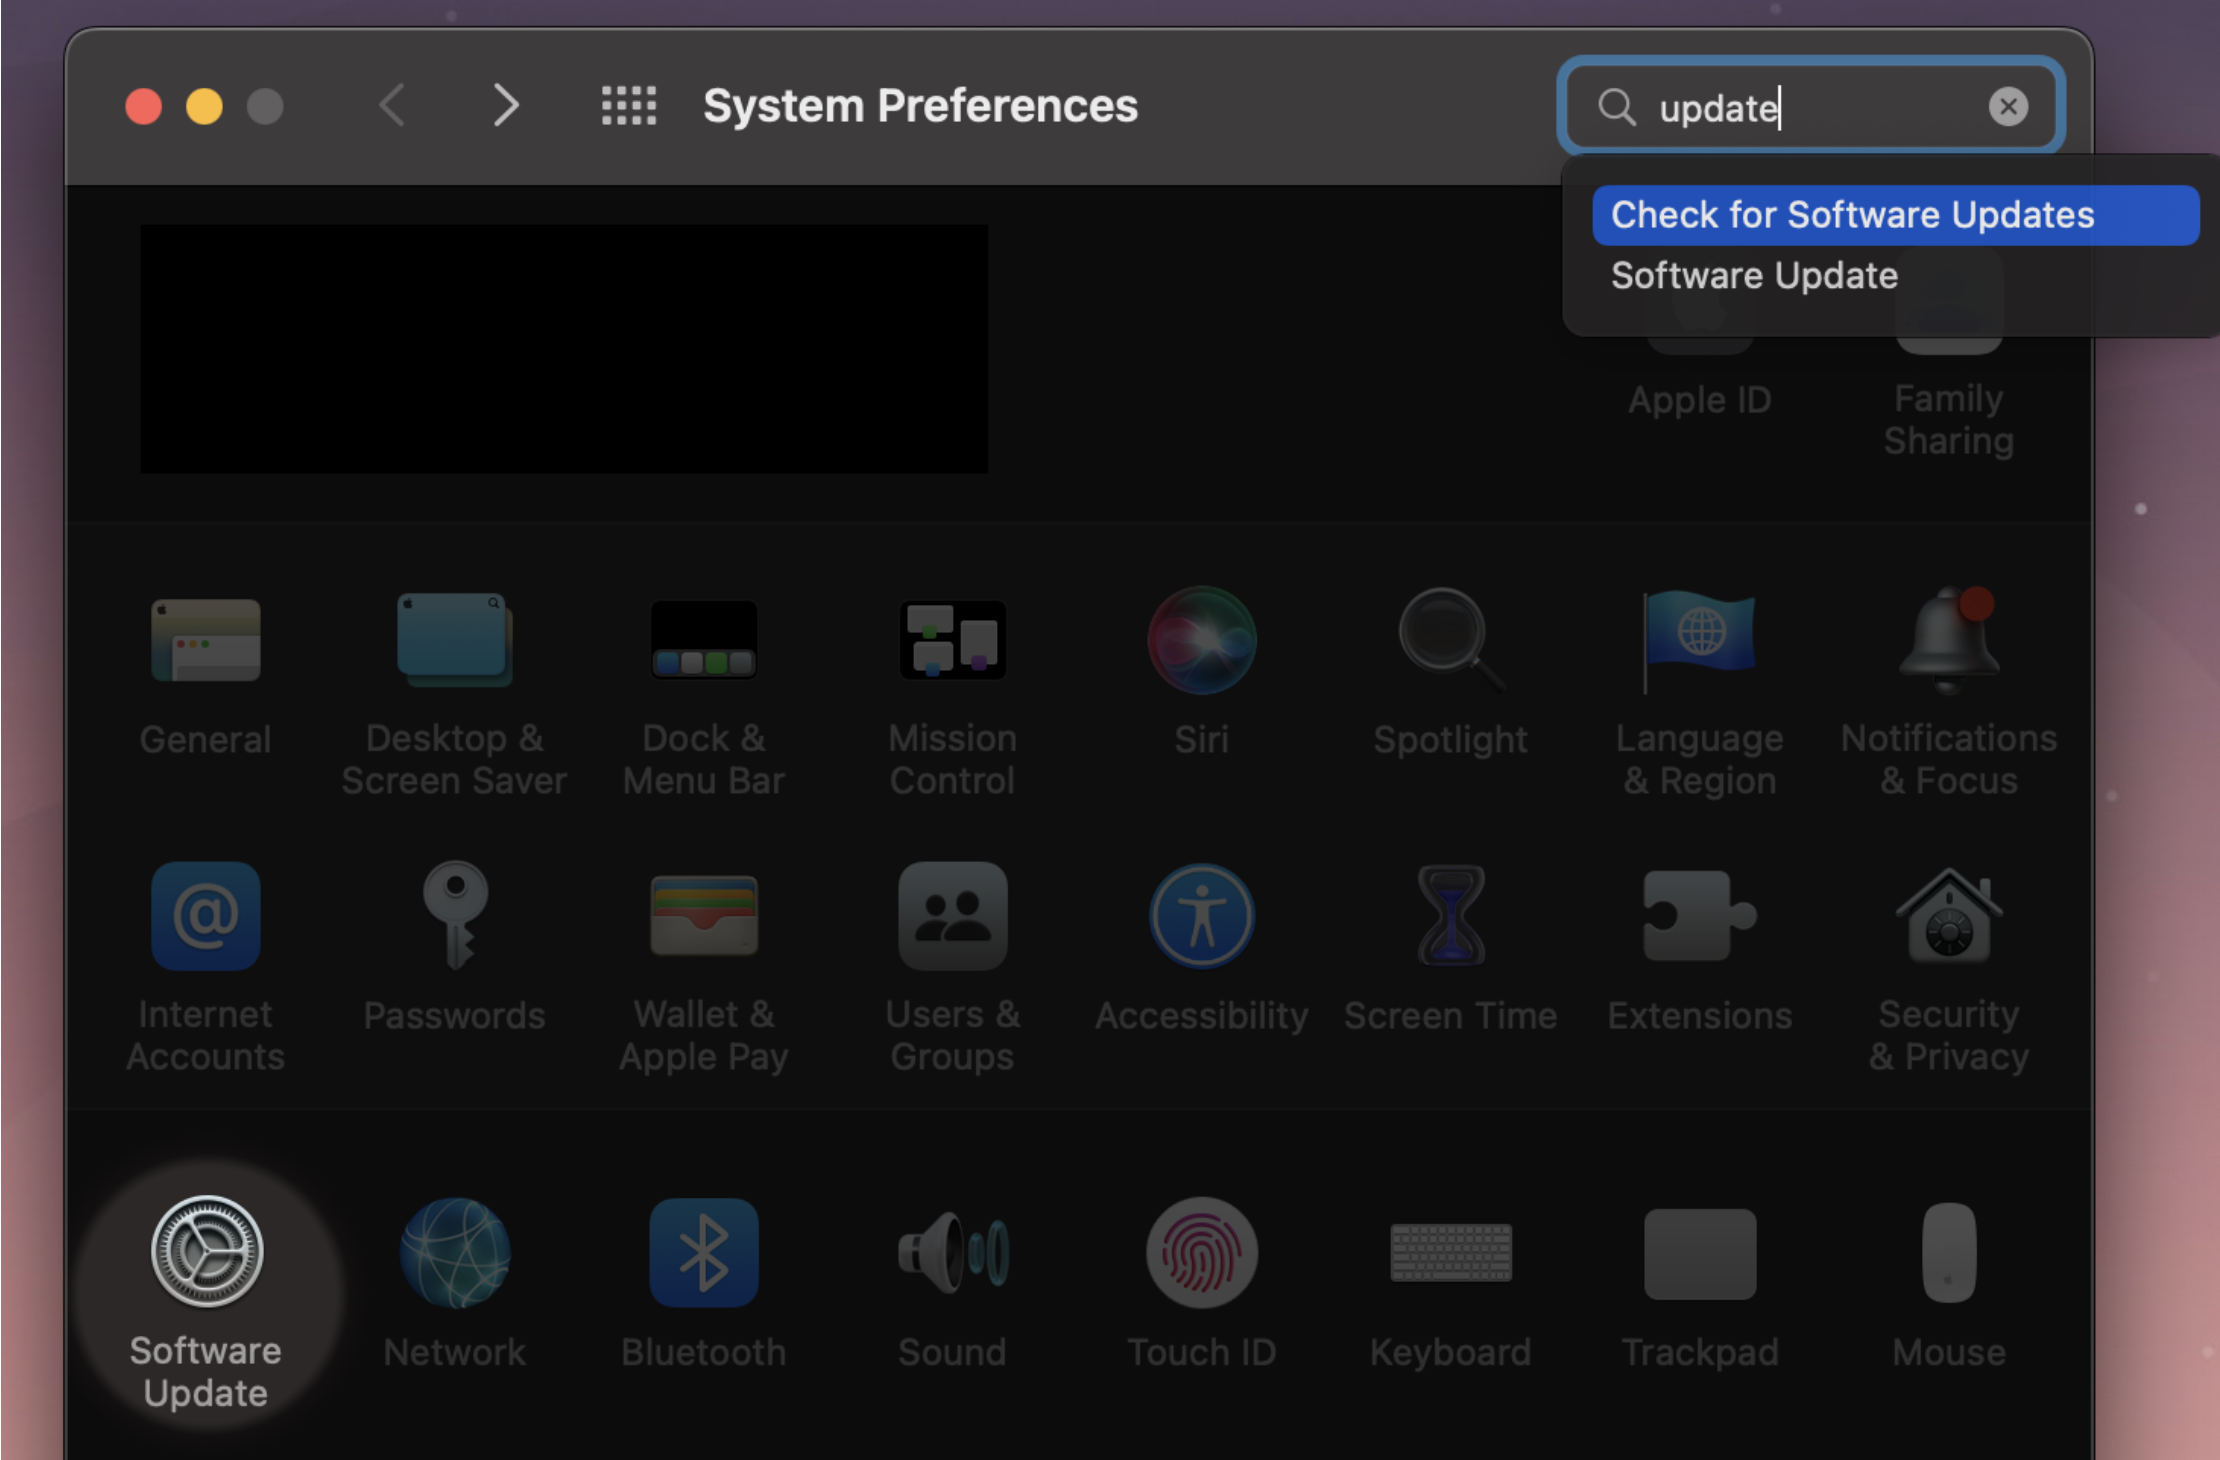 System Preferences
update
Check for Software Updates
Software Update
Apple ID
Family
Sharing
General
Desktop &
Screen Saver
Dock &
Menu Bar
Mission
Control
Siri
Spotlight
Language
& Region
Notifications
& Focus
Internet
Accounts
Passwords
Wallet &
Apple Pay
Users &
Groups
Accessibility
Screen Time
Extensions
Security
& Privacy
Software
Update
Network
Bluetooth
Sound
Touch ID
Keyboard
Trackpad
Mouse